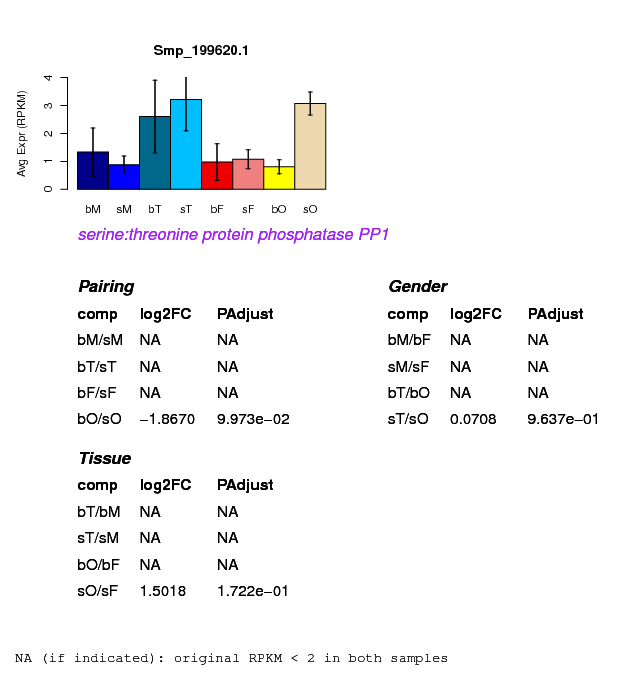 Smp_199620.1
Avg Expr (RPKM)
4
3
2
1
0
bM sM bT sT bF sF bO sO
serine:threonine protein phosphatase PP1
Pairing
comp log2FC PAdjust
bM/sM NA NA
bT/sT NA NA
bF/sF NA NA
bO/sO −1.8670 9.973e−02
Gender
comp log2FC PAdjust
bM/bF NA NA
sM/sF NA NA
bT/bO NA NA
sT/sO 0.0708 9.637e−01
Tissue
comp log2FC PAdjust
bT/bM NA NA
sT/sM NA NA
bO/bF NA NA
sO/sF 1.5018 1.722e−01
NA (if indicated): original RPKM < 2 in both samples